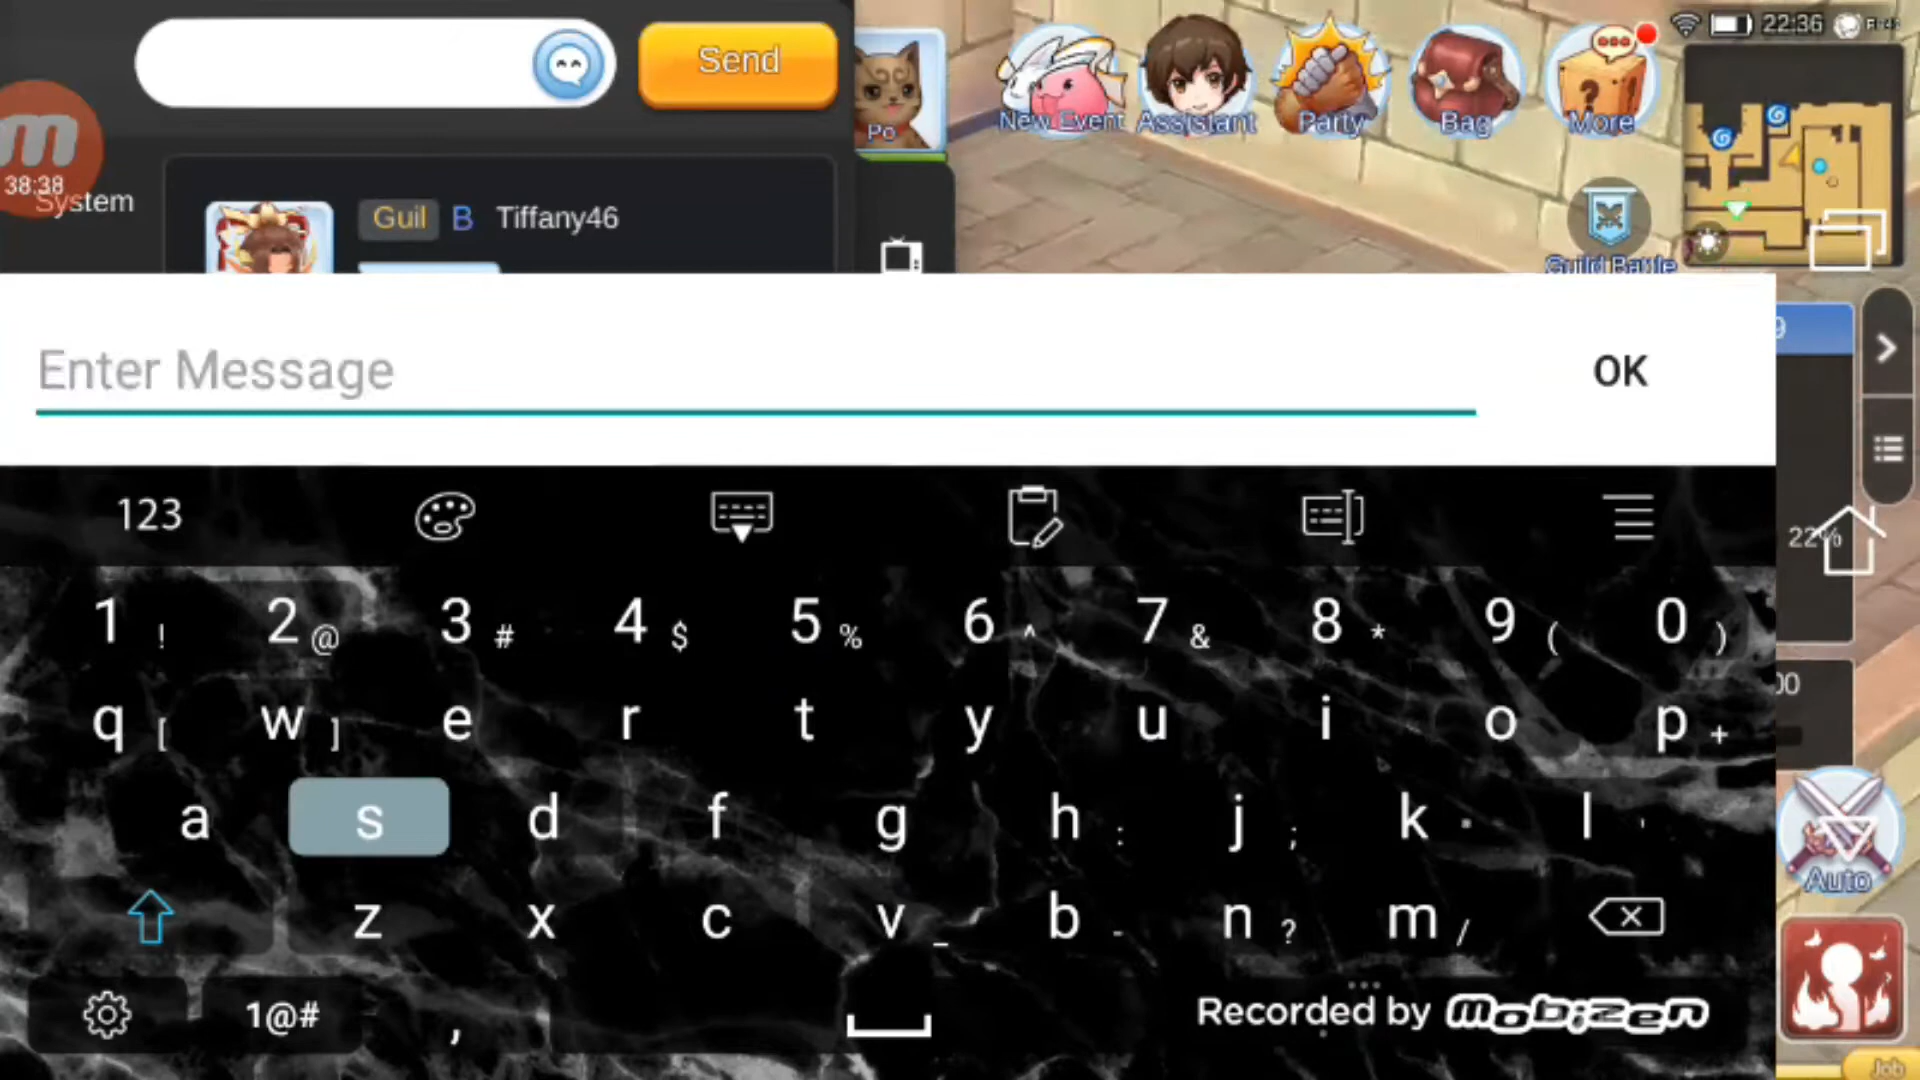 Send
Po
New Event
Assistant
Party
Bag
More
22:36
38:38
System
Guil B Tiffany46
Guild Battle
Enter Message
OK
123
1 ! 2 @ 3 # 4 $ 5 % 6 ^ 7 & 8 * 9 ( 0 )
q [ w ] e r t y u i o p +
a s d f g h : j ; k l '
z x c v _ b - n ? m /
1@# ,
Recorded by Mobizen
22%
Auto
Job